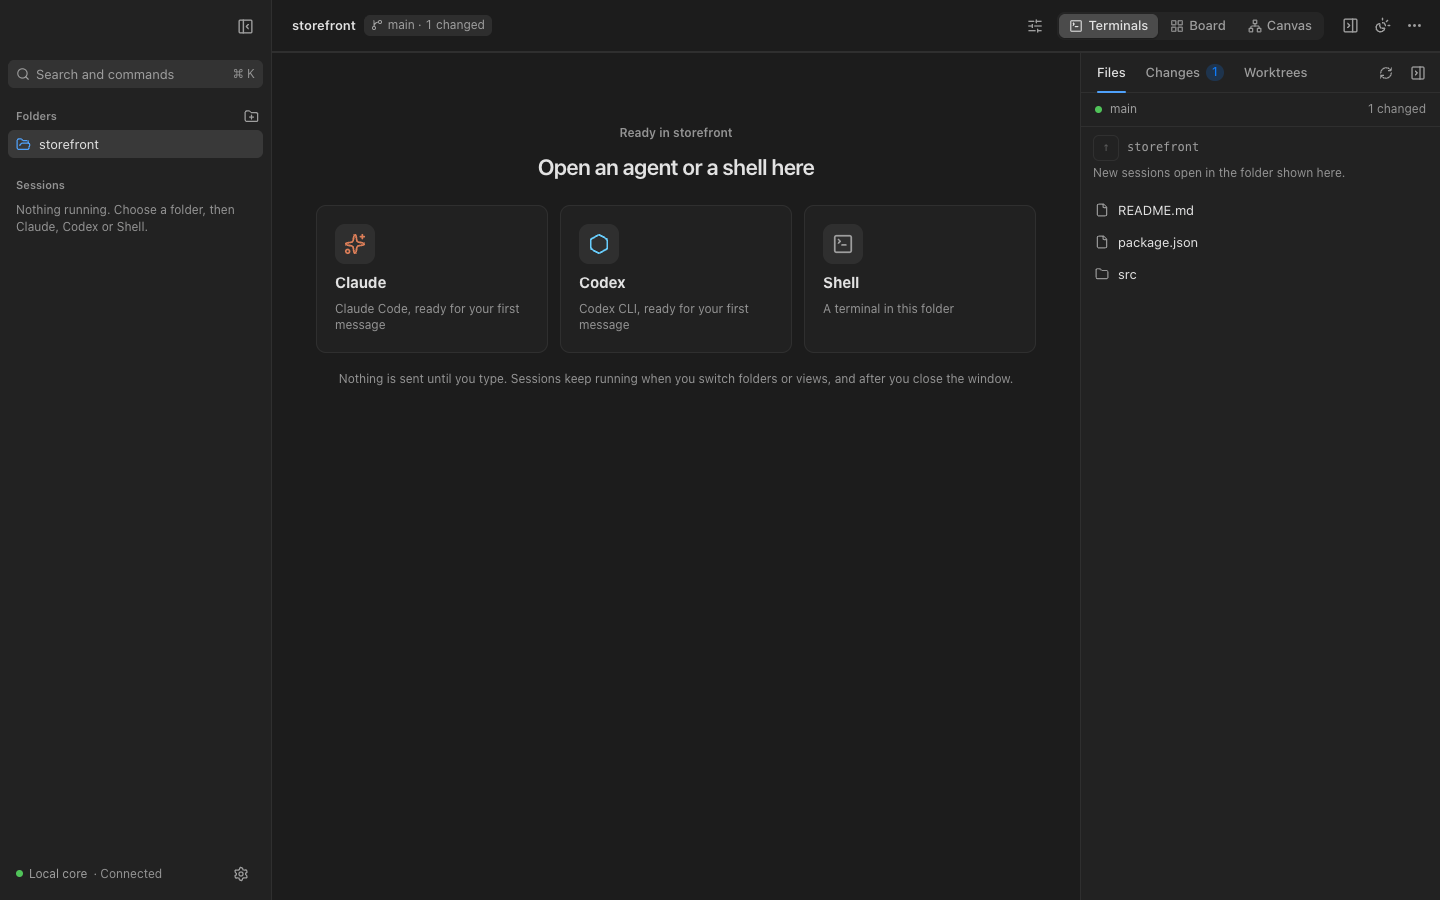 storefront
main · 1 changed
Terminals
Board
Canvas
Search and commands
⌘ K
Folders
storefront
Sessions
Nothing running. Choose a folder, then
Claude, Codex or Shell.
Local core · Connected
Ready in storefront
Open an agent or a shell here
Claude
Claude Code, ready for your first
message
Codex
Codex CLI, ready for your first
message
Shell
A terminal in this folder
Nothing is sent until you type. Sessions keep running when you switch folders or views, and after you close the window.
Files
Changes 1
Worktrees
main
1 changed
↑ storefront
New sessions open in the folder shown here.
README.md
package.json
src